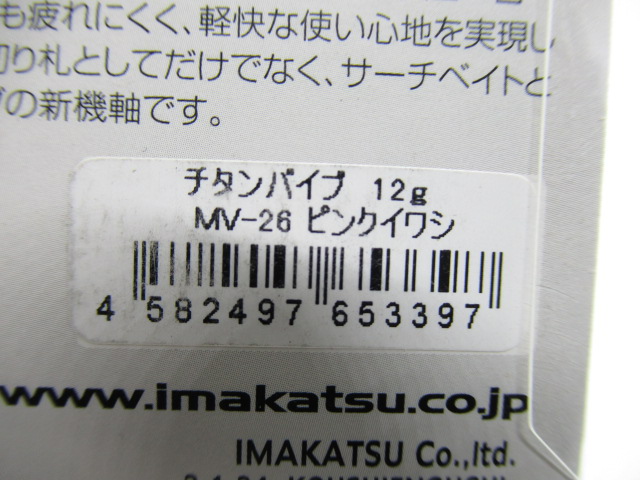 も疲れにくく、軽快な使い心地を実現し
切り札としてだけでなく、サーチベイトと
の新機軸です。
チタンバイブ 12g
MV-26 ピンクイワシ
4 582497 653397
www.imakatsu.co.jp
IMAKATSU Co.,ltd.